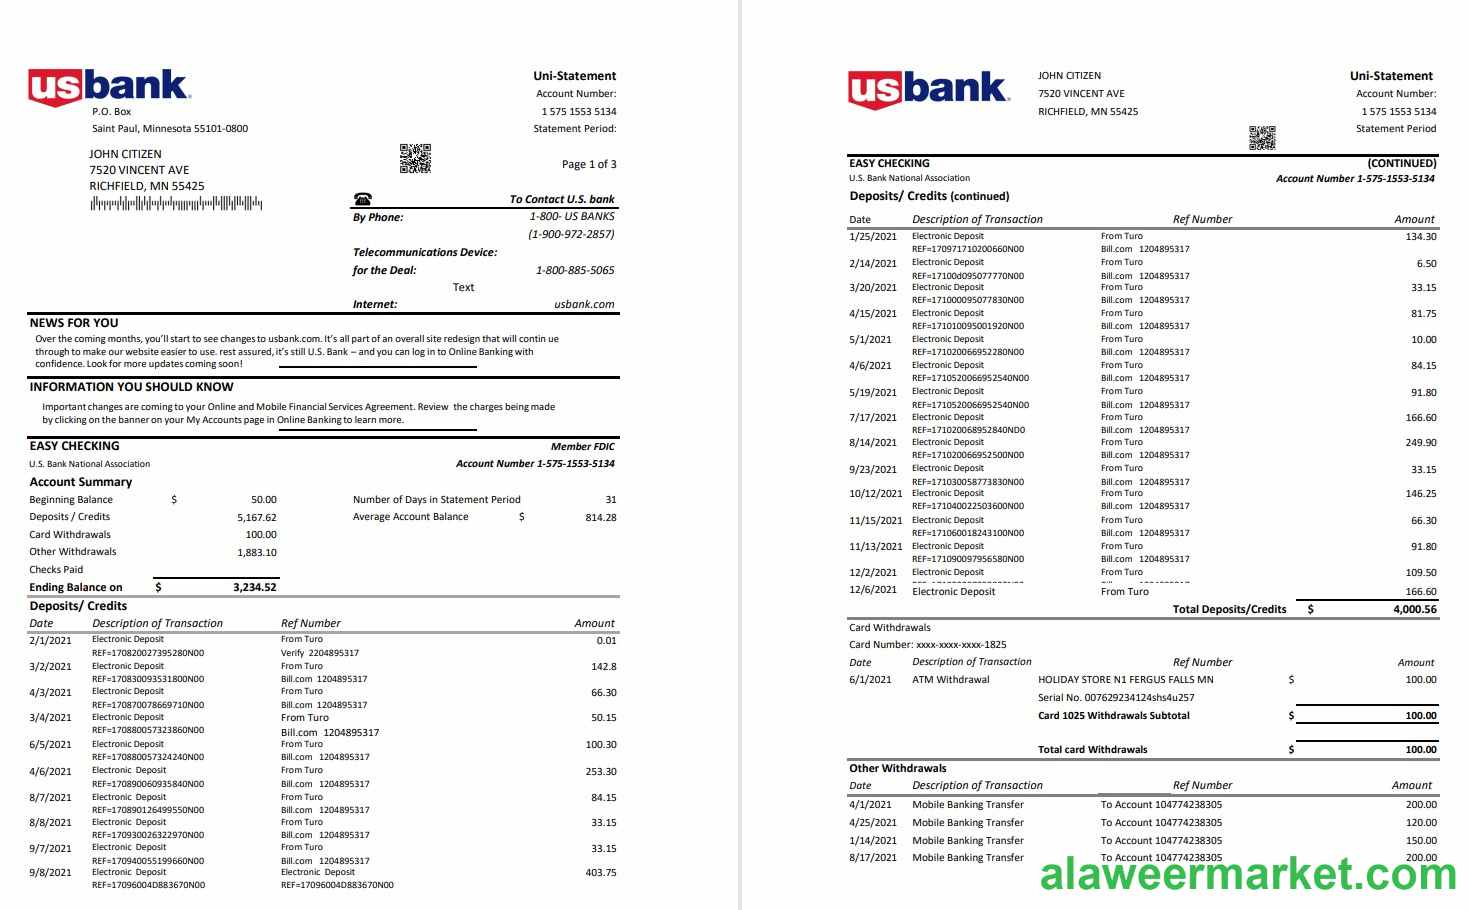 usbank.
Uni-Statement
Account Number:
P.O. Box
1 575 1553 5134
Saint Paul, Minnesota 55101-0800
Statement Period:
JOHN CITIZEN
7520 VINCENT AVE
Page 1 of 3
RICHFIELD, MN 55425
To Contact U.S. bank
By Phone: 1-800- US BANKS
(1-900-972-2857)
Telecommunications Device:
for the Deal: 1-800-885-5065
Text
Internet: usbank.com
NEWS FOR YOU
Over the coming months, you'll start to see changes to usbank.com. It's all part of an overall site redesign that will contin ue
through to make our website easier to use. rest assured, it's still U.S. Bank – and you can log in to Online Banking with
confidence. Look for more updates coming soon!
INFORMATION YOU SHOULD KNOW
Important changes are coming to your Online and Mobile Financial Services Agreement. Review the charges being made
by clicking on the banner on your My Accounts page in Online Banking to learn more.
EASY CHECKING Member FDIC
U.S. Bank National Association Account Number 1-575-1553-5134
Account Summary
Beginning Balance $ 50.00 Number of Days in Statement Period 31
Deposits / Credits 5,167.62 Average Account Balance $ 814.28
Card Withdrawals 100.00
Other Withdrawals 1,883.10
Checks Paid
Ending Balance on $ 3,234.52
Deposits/ Credits
Date Description of Transaction Ref Number Amount
2/1/2021 Electronic Deposit From Turo 0.01
REF=170820027395280N00 Verify 2204895317
3/2/2021 Electronic Deposit From Turo 142.8
REF=170830093531800N00 Bill.com 1204895317
4/3/2021 Electronic Deposit From Turo 66.30
REF=170870078669710N00 Bill.com 1204895317
3/4/2021 Electronic Deposit From Turo 50.15
REF=170880057323860N00 Bill.com 1204895317
6/5/2021 Electronic Deposit From Turo 100.30
REF=170880057324240N00 Bill.com 1204895317
4/6/2021 Electronic Deposit From Turo 253.30
REF=170890060935840N00 Bill.com 1204895317
8/7/2021 Electronic Deposit From Turo 84.15
REF=170890126499550N00 Bill.com 1204895317
8/8/2021 Electronic Deposit From Turo 33.15
REF=170930026322970N00 Bill.com 1204895317
9/7/2021 Electronic Deposit From Turo 33.15
REF=170940055199660N00 Bill.com 1204895317
9/8/2021 Electronic Deposit Electronic Deposit 403.75
REF=17096004D883670N00 REF=17096004D883670N00
usbank.
JOHN CITIZEN Uni-Statement
7520 VINCENT AVE Account Number:
RICHFIELD, MN 55425 1 575 1553 5134
Statement Period
EASY CHECKING (CONTINUED)
U.S. Bank National Association Account Number 1-575-1553-5134
Deposits/ Credits (continued)
Date Description of Transaction Ref Number Amount
1/25/2021 Electronic Deposit From Turo 134.30
REF=170971710200660N00 Bill.com 1204895317
2/14/2021 Electronic Deposit From Turo 6.50
REF=17100d095077770N00 Bill.com 1204895317
3/20/2021 Electronic Deposit From Turo 33.15
REF=171000095077830N00 Bill.com 1204895317
4/15/2021 Electronic Deposit From Turo 81.75
REF=171010095001920N00 Bill.com 1204895317
5/1/2021 Electronic Deposit From Turo 10.00
REF=171020066952280N00 Bill.com 1204895317
4/6/2021 Electronic Deposit From Turo 84.15
REF=1710520066952540N00 Bill.com 1204895317
5/19/2021 Electronic Deposit From Turo 91.80
REF=1710520066952540N00 Bill.com 1204895317
7/17/2021 Electronic Deposit From Turo 166.60
REF=171020068952840ND0 Bill.com 1204895317
8/14/2021 Electronic Deposit From Turo 249.90
REF=171020066952500N00 Bill.com 1204895317
9/23/2021 Electronic Deposit From Turo 33.15
REF=171030058773830N00 Bill.com 1204895317
10/12/2021 Electronic Deposit From Turo 146.25
REF=171040022503600N00 Bill.com 1204895317
11/15/2021 Electronic Deposit From Turo 66.30
REF=171060018243100N00 Bill.com 1204895317
11/13/2021 Electronic Deposit From Turo 91.80
REF=171090097956580N00 Bill.com 1204895317
12/2/2021 Electronic Deposit From Turo 109.50
12/6/2021 Electronic Deposit From Turo 166.60
Total Deposits/Credits $ 4,000.56
Card Withdrawals
Card Number: xxxx-xxxx-xxxx-1825
Date Description of Transaction Ref Number Amount
6/1/2021 ATM Withdrawal HOLIDAY STORE N1 FERGUS FALLS MN $ 100.00
Serial No. 007629234124shs4u257
Card 1025 Withdrawals Subtotal $ 100.00
Total card Withdrawals $ 100.00
Other Withdrawals
Date Description of Transaction Ref Number Amount
4/1/2021 Mobile Banking Transfer To Account 104774238305 200.00
4/25/2021 Mobile Banking Transfer To Account 104774238305 120.00
1/14/2021 Mobile Banking Transfer To Account 104774238305 150.00
8/17/2021 Mobile Banking Transfer To Account 104774238305 200.00
alaweermarket.com